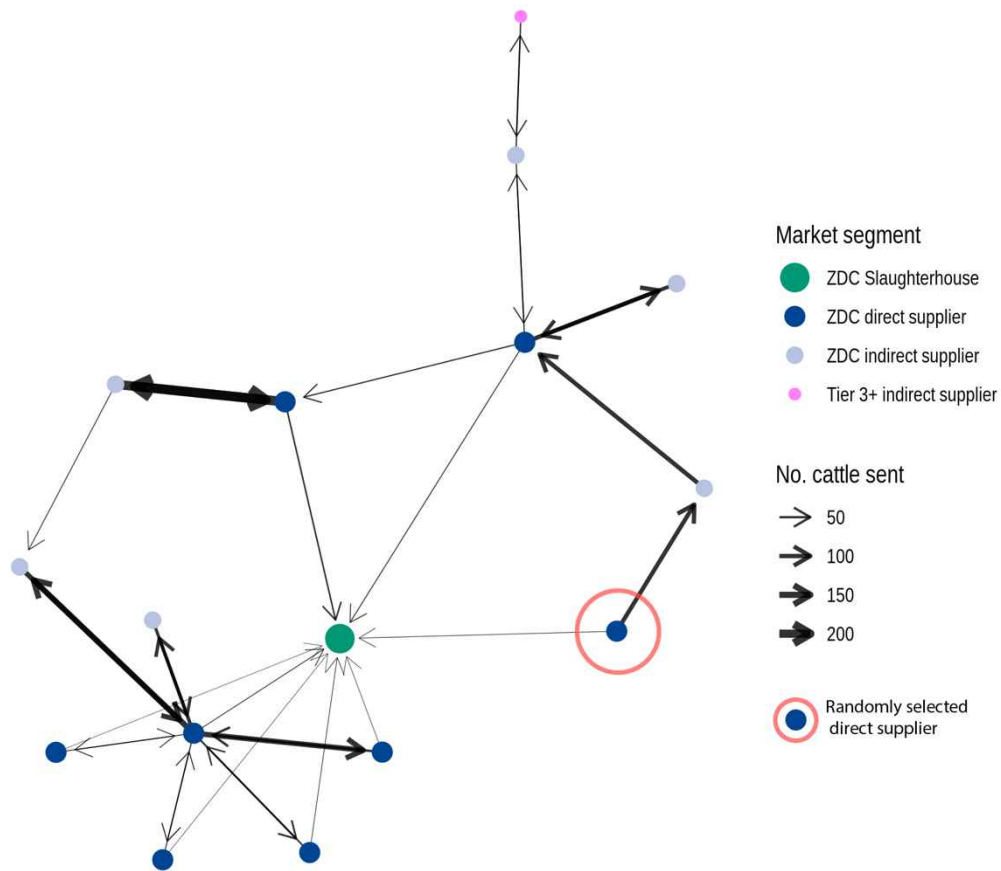 Market segment
ZDC Slaughterhouse
ZDC direct supplier
ZDC indirect supplier
Tier 3+ indirect supplier
No. cattle sent
50
100
150
200
Randomly selected
direct supplier